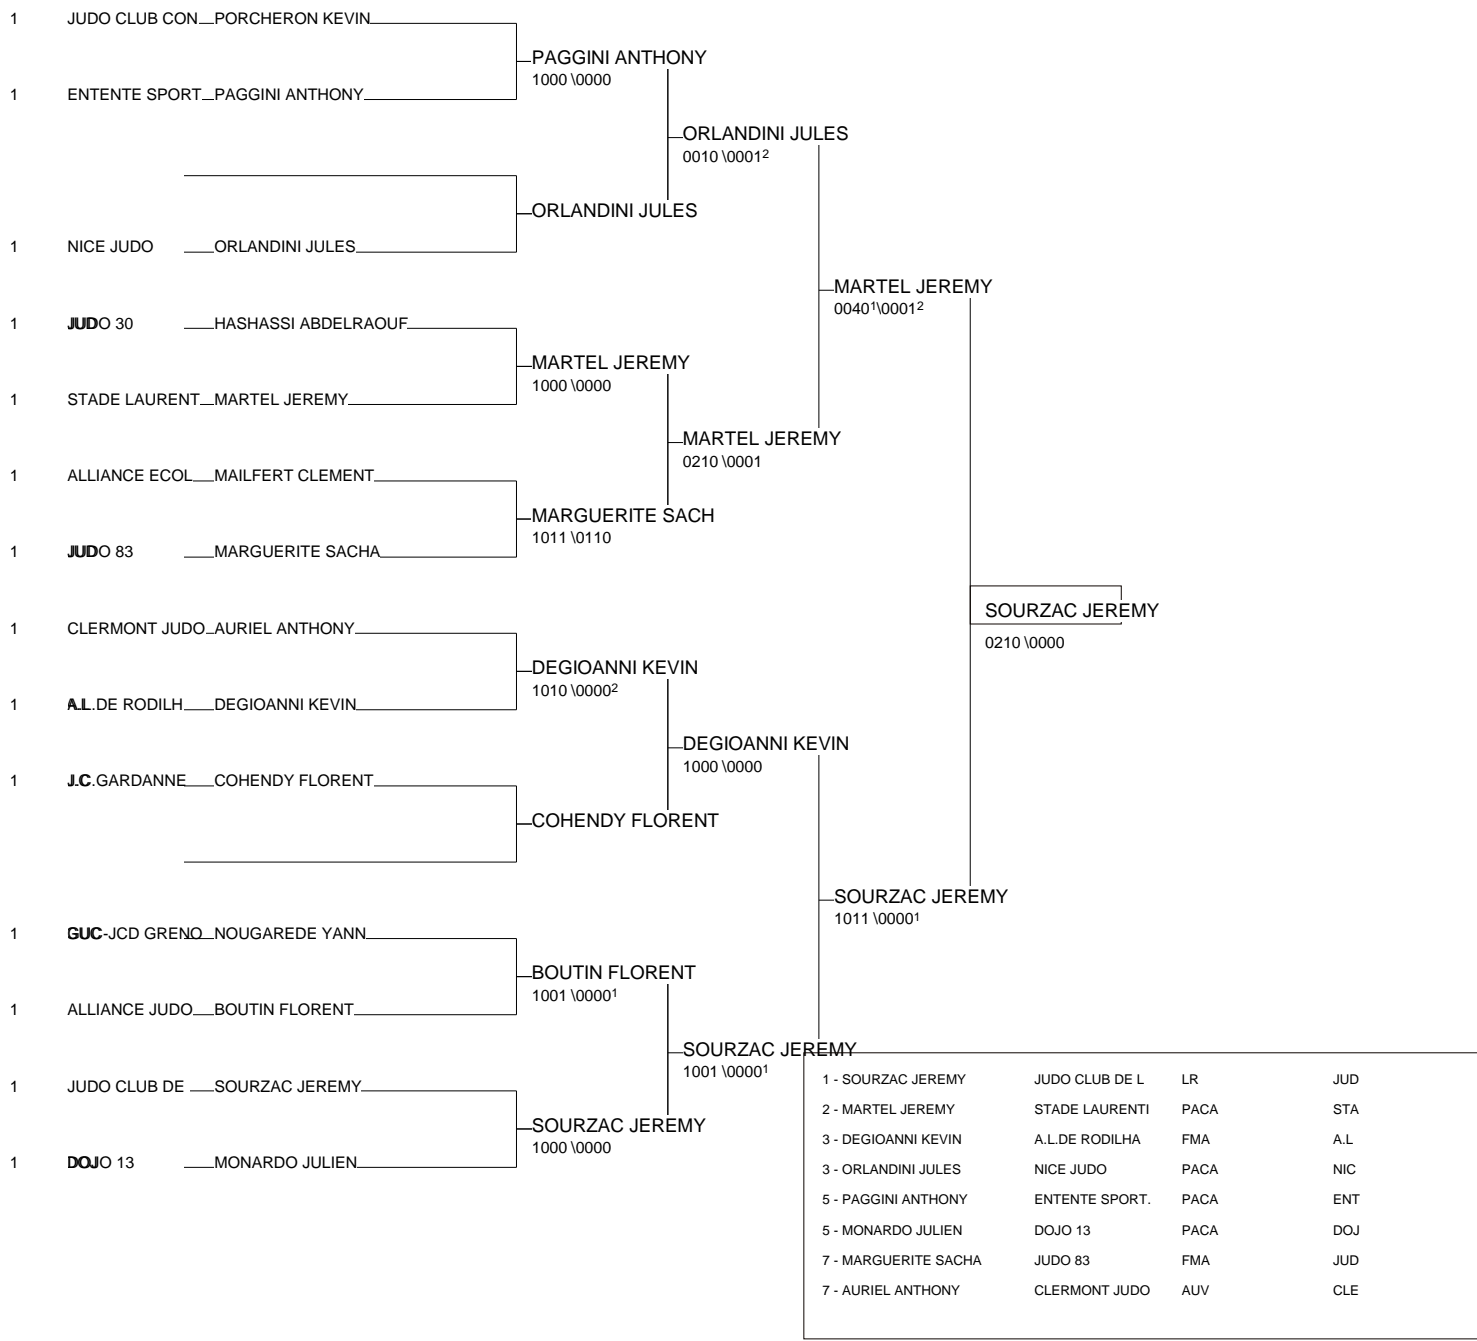 1 JUDO CLUB CON PORCHERON KEVIN
PAGGINI ANTHONY
1000 \0000
1 ENTENTE SPORT PAGGINI ANTHONY
ORLANDINI JULES
0010 \0001²
ORLANDINI JULES
1 NICE JUDO ORLANDINI JULES
MARTEL JEREMY
0040¹\0001²
1 JUDO 30 HASHASSI ABDELRAOUF
MARTEL JEREMY
1000 \0000
1 STADE LAURENT MARTEL JEREMY
MARTEL JEREMY
0210 \0001
1 ALLIANCE ECOL MAILFERT CLEMENT
MARGUERITE SACH
1011 \0110
1 JUDO 83 MARGUERITE SACHA
SOURZAC JEREMY
0210 \0000
1 CLERMONT JUDO AURIEL ANTHONY
DEGIOANNI KEVIN
1010 \0000²
1 A.L.DE RODILH DEGIOANNI KEVIN
DEGIOANNI KEVIN
1000 \0000
1 J.C.GARDANNE COHENDY FLORENT
COHENDY FLORENT
SOURZAC JEREMY
1011 \0000¹
1 GUC-JCD GRENO NOUGAREDE YANN
BOUTIN FLORENT
1001 \0000¹
1 ALLIANCE JUDO BOUTIN FLORENT
SOURZAC JEREMY
1001 \0000¹
1 JUDO CLUB DE SOURZAC JEREMY
SOURZAC JEREMY
1000 \0000
1 DOJO 13 MONARDO JULIEN
1 - SOURZAC JEREMY JUDO CLUB DE L LR JUD
2 - MARTEL JEREMY STADE LAURENTI PACA STA
3 - DEGIOANNI KEVIN A.L.DE RODILHA FMA A.L
3 - ORLANDINI JULES NICE JUDO PACA NIC
5 - PAGGINI ANTHONY ENTENTE SPORT. PACA ENT
5 - MONARDO JULIEN DOJO 13 PACA DOJ
7 - MARGUERITE SACHA JUDO 83 FMA JUD
7 - AURIEL ANTHONY CLERMONT JUDO AUV CLE